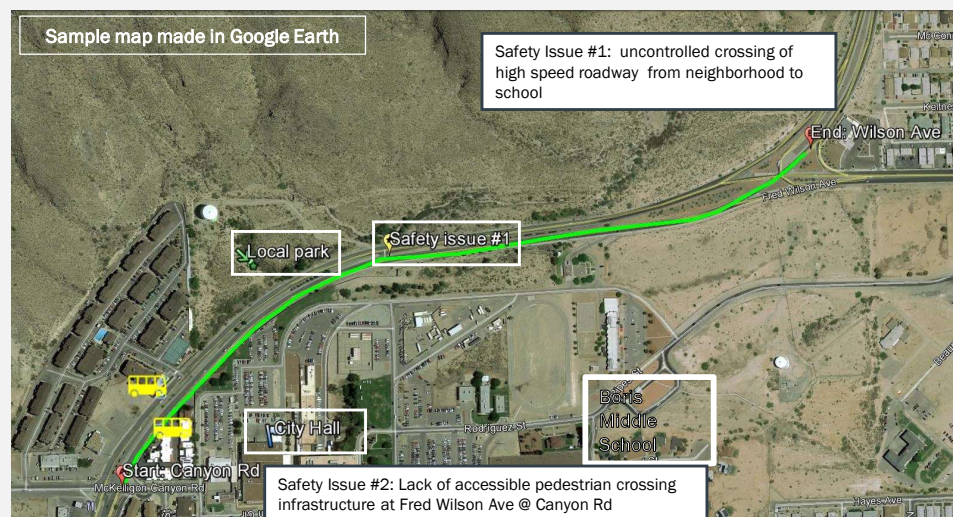 Sample map made in Google Earth
Safety Issue #1: uncontrolled crossing of
high speed roadway from neighborhood to
school
End: Wilson Ave
Fred Wilson Ave
Local park
Safety issue #1
Boris
Middle
School
City Hall
Rodriguez St
Start: Canyon Rd
McKelligon Canyon Rd
Safety Issue #2: Lack of accessible pedestrian crossing
infrastructure at Fred Wilson Ave @ Canyon Rd
Hayes Ave